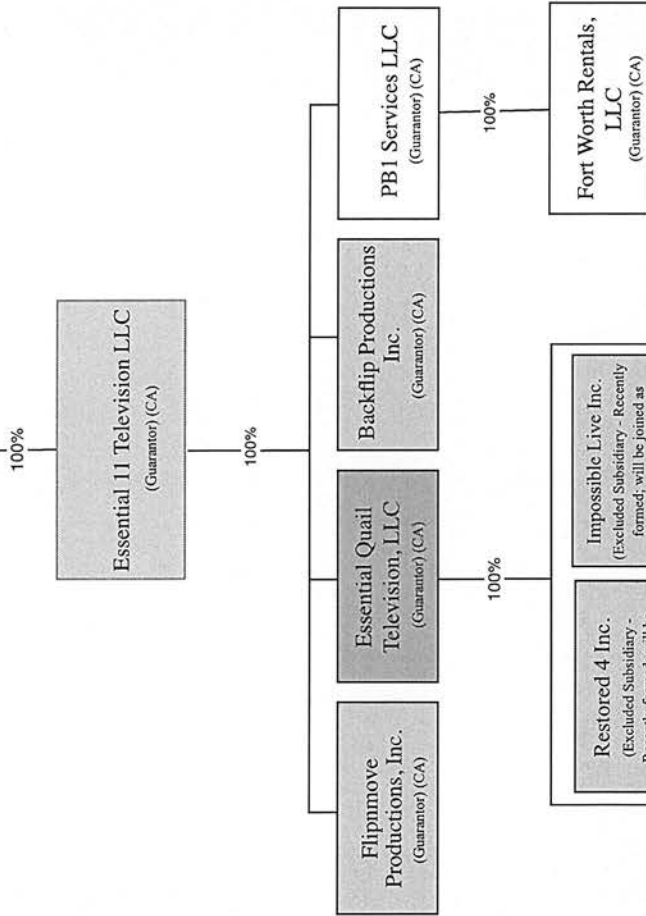 100%
Essential 11 Television LLC
(Guarantor) (CA)
100%
Flipnmove
Productions, Inc.
(Guarantor) (CA)
Essential Quail
Television, LLC
(Guarantor) (CA)
Backflip Productions
Inc.
(Guarantor) (CA)
PB1 Services LLC
(Guarantor) (CA)
100%
100%
Restored 4 Inc.
(Excluded Subsidiary -
Impossible Live Inc.
(Excluded Subsidiary - Recently
formed; will be joined as
Fort Worth Rentals,
LLC
(Guarantor) (CA)